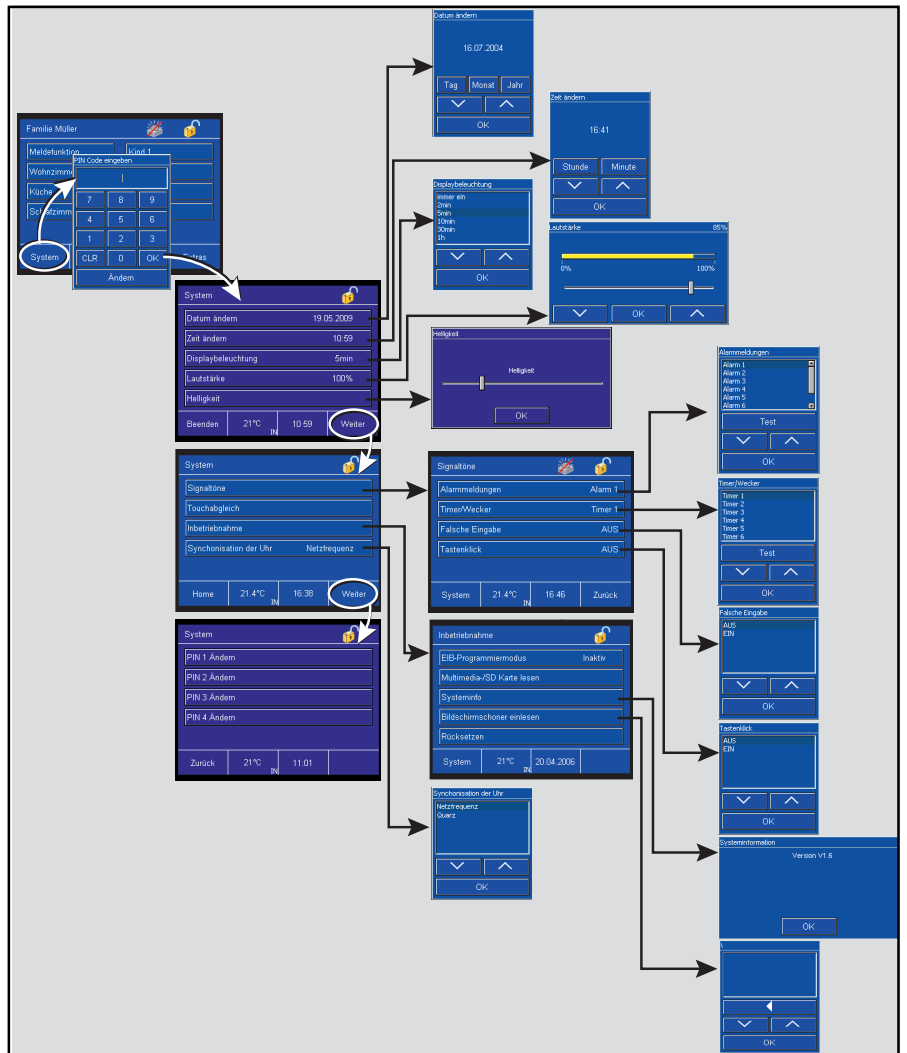 Datum ändern
16.07.2004
Tag Monat Jahr
OK
Zeit ändern
16:41
Stunde Minute
OK
Familie Müller
Meldefunktion Kind 1
Wohnzimme
Küche
Sc
System
PIN Code eingeben
7 8 9
4 5 6
1 2 3
CLR 0 OK
Ändern
Displaybeleuchtung
immer ein
2min
5min
10min
30min
1h
OK
Lautstärke 85%
0% 100%
OK
System
Datum ändern 19.05.2009
Zeit ändern 10:59
Displaybeleuchtung 5min
Lautstärke 100%
Helligkeit
Beenden 21°C IN 10 59 Weiter
Helligkeit
Helligkeit
OK
Alarmmeldungen
Alarm 1
Alarm 2
Alarm 3
Alarm 4
Alarm 5
Alarm 6
Test
OK
System
Signaltöne
Touchabgleich
Inbetriebnahme
Synchonisation der Uhr Netzfrequenz
Home 21.4°C IN 16:38 Weiter
Signaltöne
Alarmmeldungen Alarm 1
Timer/Wecker Timer 1
Falsche Eingabe AUS
Tastenklick AUS
System 21.4°C IN 16 46 Zurück
Timer/Wecker
Timer 1
Timer 2
Timer 3
Timer 4
Timer 5
Timer 6
Test
OK
Falsche Eingabe
AUS
EIN
OK
System
PIN 1 Ändern
PIN 2 Ändern
PIN 3 Ändern
PIN 4 Ändern
Zurück 21°C IN 11:01
Inbetriebnahme
EIB-Programmiermodus Inaktiv
Multimedia-/SD Karte lesen
Systeminfo
Bildschirmschoner einlesen
Rücksetzen
System 21°C IN 20.04.2006
Tastenklick
AUS
EIN
OK
Synchonisation der Uhr
Netzfrequenz
Quarz
OK
Systeminformation
Version V1.6
OK
\
OK